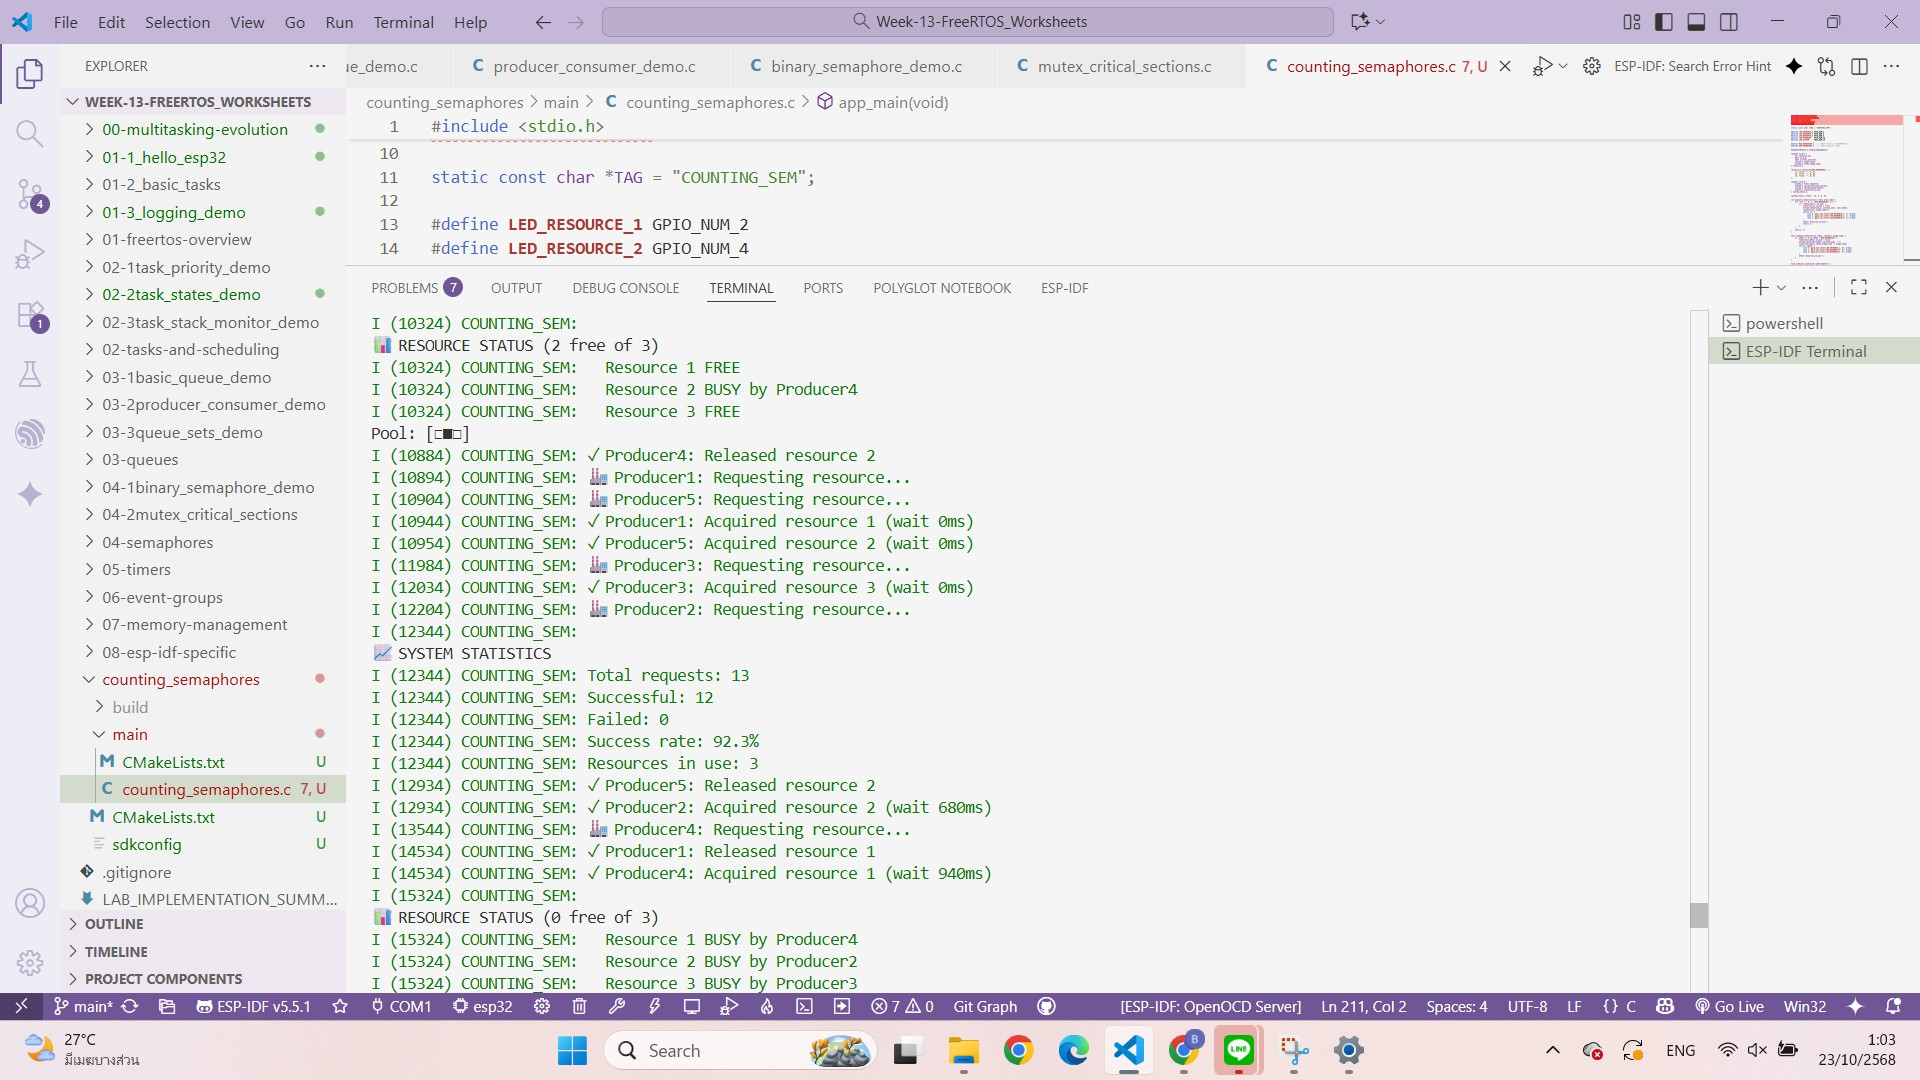 File Edit Selection View Go Run Terminal Help
Week-13-FreeRTOS_Worksheets
EXPLORER
ue_demo.c
C producer_consumer_demo.c
C binary_semaphore_demo.c
C mutex_critical_sections.c
C counting_semaphores.c 7, U
ESP-IDF: Search Error Hint
WEEK-13-FREERTOS_WORKSHEETS
00-multitasking-evolution
01-1_hello_esp32
01-2_basic_tasks
4
01-3_logging_demo
01-freertos-overview
02-1task_priority_demo
02-2task_states_demo
1
02-3task_stack_monitor_demo
02-tasks-and-scheduling
03-1basic_queue_demo
03-2producer_consumer_demo
03-3queue_sets_demo
03-queues
04-1binary_semaphore_demo
04-2mutex_critical_sections
04-semaphores
05-timers
06-event-groups
07-memory-management
08-esp-idf-specific
counting_semaphores
build
main
M CMakeLists.txt U
C counting_semaphores.c 7, U
M CMakeLists.txt U
sdkconfig U
.gitignore
LAB_IMPLEMENTATION_SUMM...
OUTLINE
TIMELINE
PROJECT COMPONENTS
counting_semaphores > main > C counting_semaphores.c > app_main(void)
1 #include <stdio.h>
10
11 static const char *TAG = "COUNTING_SEM";
12
13 #define LED_RESOURCE_1 GPIO_NUM_2
14 #define LED_RESOURCE_2 GPIO_NUM_4
PROBLEMS 7 OUTPUT DEBUG CONSOLE TERMINAL PORTS POLYGLOT NOTEBOOK ESP-IDF
powershell
ESP-IDF Terminal
I (10324) COUNTING_SEM:
📊 RESOURCE STATUS (2 free of 3)
I (10324) COUNTING_SEM:   Resource 1 FREE
I (10324) COUNTING_SEM:   Resource 2 BUSY by Producer4
I (10324) COUNTING_SEM:   Resource 3 FREE
Pool: [□■□]
I (10884) COUNTING_SEM: ✓ Producer4: Released resource 2
I (10894) COUNTING_SEM: 🏭 Producer1: Requesting resource...
I (10904) COUNTING_SEM: 🏭 Producer5: Requesting resource...
I (10944) COUNTING_SEM: ✓ Producer1: Acquired resource 1 (wait 0ms)
I (10954) COUNTING_SEM: ✓ Producer5: Acquired resource 2 (wait 0ms)
I (11984) COUNTING_SEM: 🏭 Producer3: Requesting resource...
I (12034) COUNTING_SEM: ✓ Producer3: Acquired resource 3 (wait 0ms)
I (12204) COUNTING_SEM: 🏭 Producer2: Requesting resource...
I (12344) COUNTING_SEM:
📈 SYSTEM STATISTICS
I (12344) COUNTING_SEM: Total requests: 13
I (12344) COUNTING_SEM: Successful: 12
I (12344) COUNTING_SEM: Failed: 0
I (12344) COUNTING_SEM: Success rate: 92.3%
I (12344) COUNTING_SEM: Resources in use: 3
I (12934) COUNTING_SEM: ✓ Producer5: Released resource 2
I (12934) COUNTING_SEM: ✓ Producer2: Acquired resource 2 (wait 680ms)
I (13544) COUNTING_SEM: 🏭 Producer4: Requesting resource...
I (14534) COUNTING_SEM: ✓ Producer1: Released resource 1
I (14534) COUNTING_SEM: ✓ Producer4: Acquired resource 1 (wait 940ms)
I (15324) COUNTING_SEM:
📊 RESOURCE STATUS (0 free of 3)
I (15324) COUNTING_SEM:   Resource 1 BUSY by Producer4
I (15324) COUNTING_SEM:   Resource 2 BUSY by Producer2
I (15324) COUNTING_SEM:   Resource 3 BUSY by Producer3
main* ESP-IDF v5.5.1 COM1 esp32 7 0 Git Graph [ESP-IDF: OpenOCD Server] Ln 211, Col 2 Spaces: 4 UTF-8 LF {} C Go Live Win32
27°C
มีเมฆบางส่วน
Search
B
LINE
ENG
1:03
23/10/2568